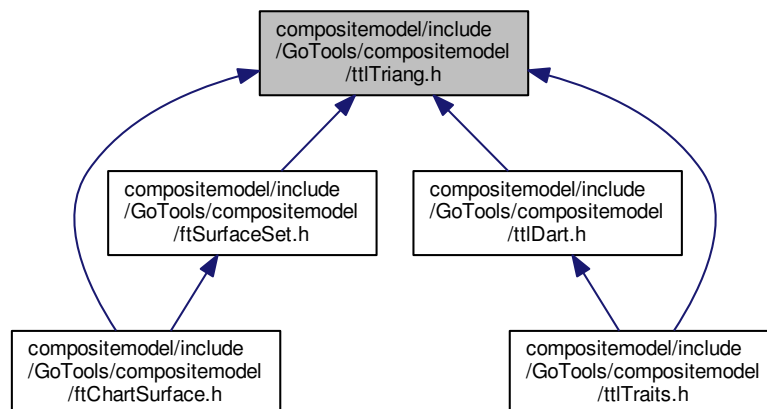 compositemodel/include
/GoTools/compositemodel
/ttlTriang.h
compositemodel/include
/GoTools/compositemodel
/ftSurfaceSet.h
compositemodel/include
/GoTools/compositemodel
/ttlDart.h
compositemodel/include
/GoTools/compositemodel
/ftChartSurface.h
compositemodel/include
/GoTools/compositemodel
/ttlTraits.h